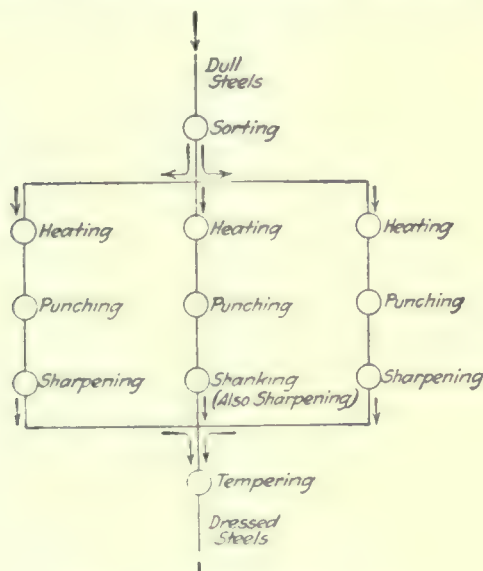 Dull
Steels
Sorting
Heating
Heating
Heating
Punching
Punching
Punching
Sharpening
Shanking
(Also Sharpening)
Sharpening
Tempering
Dressed
Steels